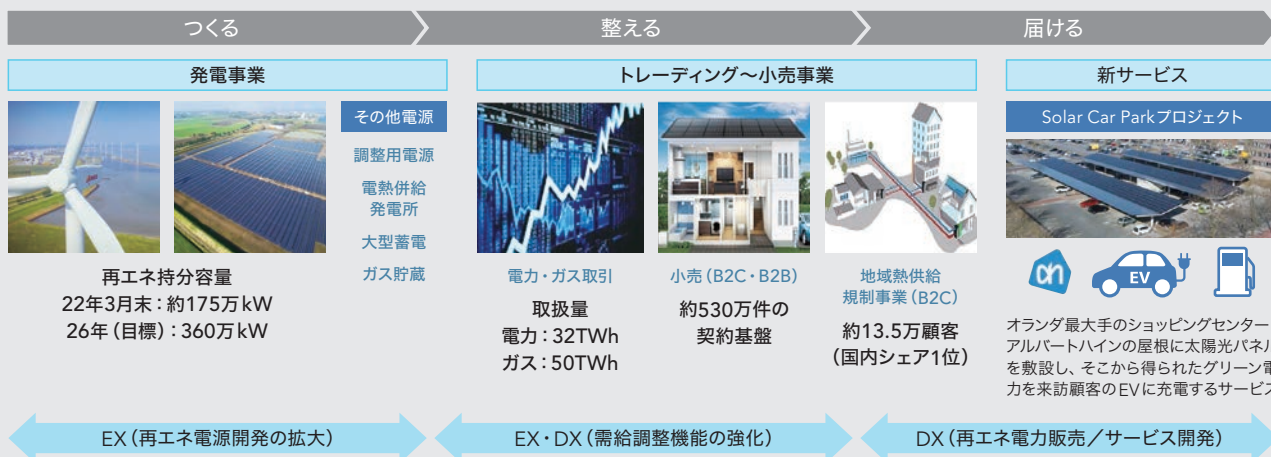 つくる
整える
届ける
発電事業
トレーディング～小売事業
新サービス
その他電源
調整用電源
電熱併給
発電所
大型蓄電
ガス貯蔵
再エネ持分容量
22年3月末：約175万kW
26年（目標）：360万kW
電力・ガス取引
取扱量
電力：32TWh
ガス：50TWh
小売（B2C・B2B）
約530万件の
契約基盤
地域熱供給
規制事業（B2C）
約13.5万顧客
（国内シェア1位）
Solar Car Parkプロジェクト
EV
オランダ最大手のショッピングセンター
アルバートハインの屋根に太陽光パネル
を敷設し、そこから得られたグリーン電
力を来訪顧客のEVに充電するサービス
EX（再エネ電源開発の拡大）
EX・DX（需給調整機能の強化）
DX（再エネ電力販売／サービス開発）